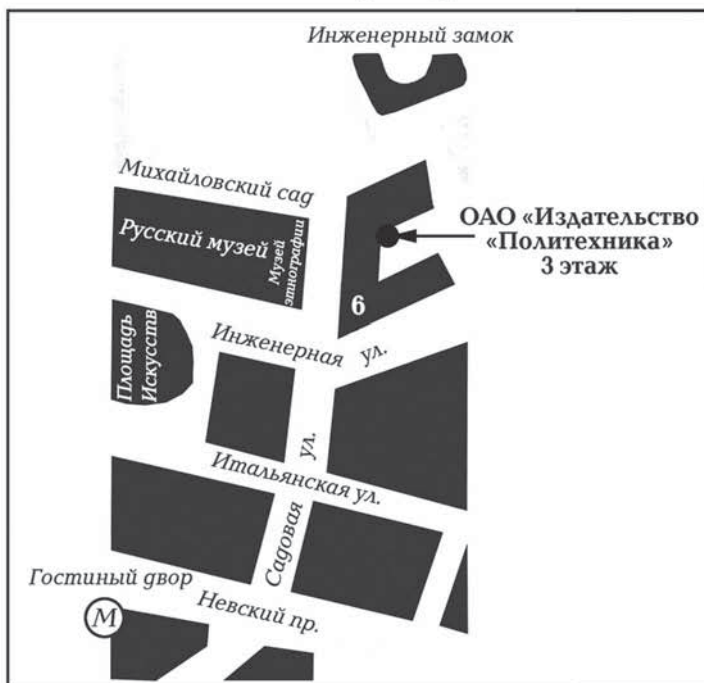 Инженерный замок
Михайловский сад
Русский музей
Музей
этнографии
ОАО «Издательство
«Политехника»
3 этаж
6
Площадь
Искусств
Инженерная ул.
Итальянская ул.
Садовая ул.
Гостиный двор
М
Невский пр.